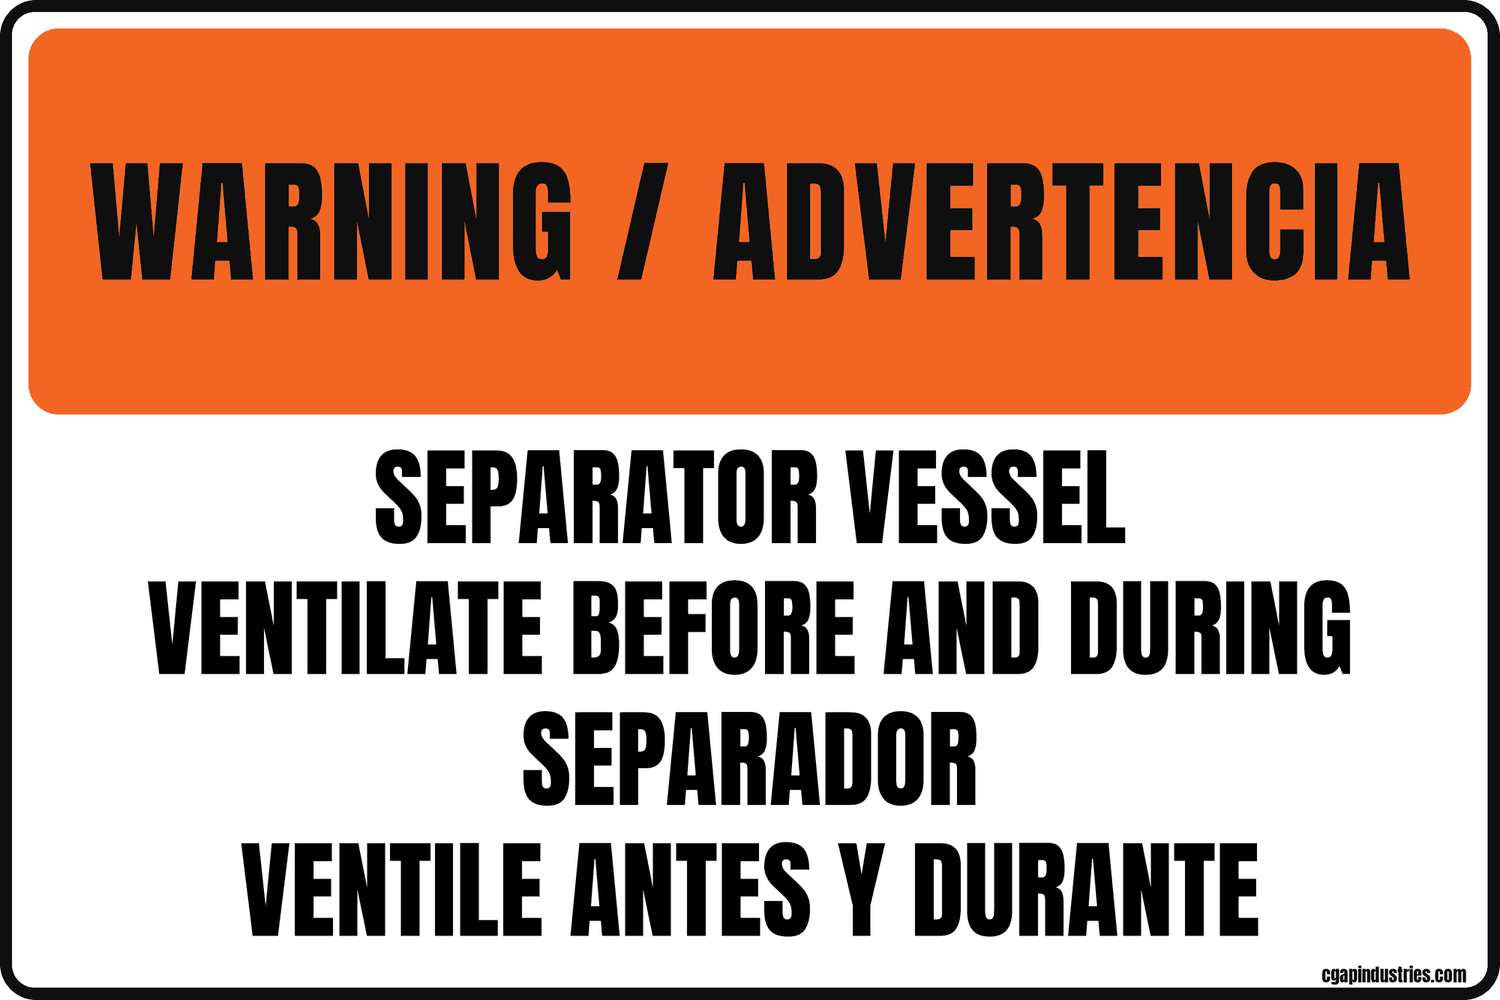 WARNING / ADVERTENCIA
SEPARATOR VESSEL
VENTILATE BEFORE AND DURING
SEPARADOR
VENTILE ANTES Y DURANTE
cgapindustries.com